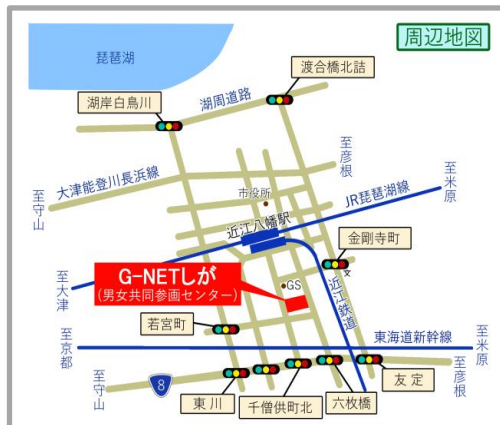 周辺地図
琵琶湖
渡合橋北詰
湖岸白鳥川
湖周道路
至彦根
大津能登川長浜線
至守山
市役所
JR琵琶湖線
至米原
近江八幡駅
金剛寺町
G-NETしが
(男女共同参画センター)
GS
文
近江鉄道
至大津
若宮町
至京都
東海道新幹線
至米原
至守山
8
東川
千僧供町北
六枚橋
友定
至彦根